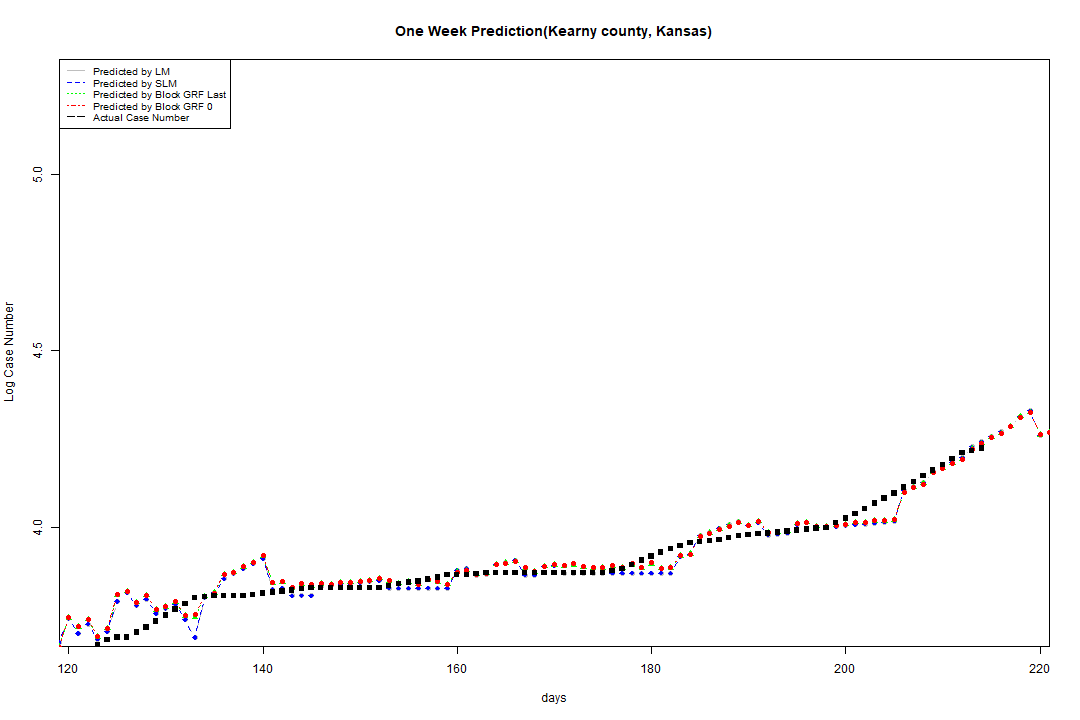 One Week Prediction(Kearny county, Kansas)
Predicted by LM
Predicted by SLM
Predicted by Block GRF Last
Predicted by Block GRF 0
Actual Case Number
5.0
4.5
4.0
Log Case Number
120 140 160 180 200 220
days